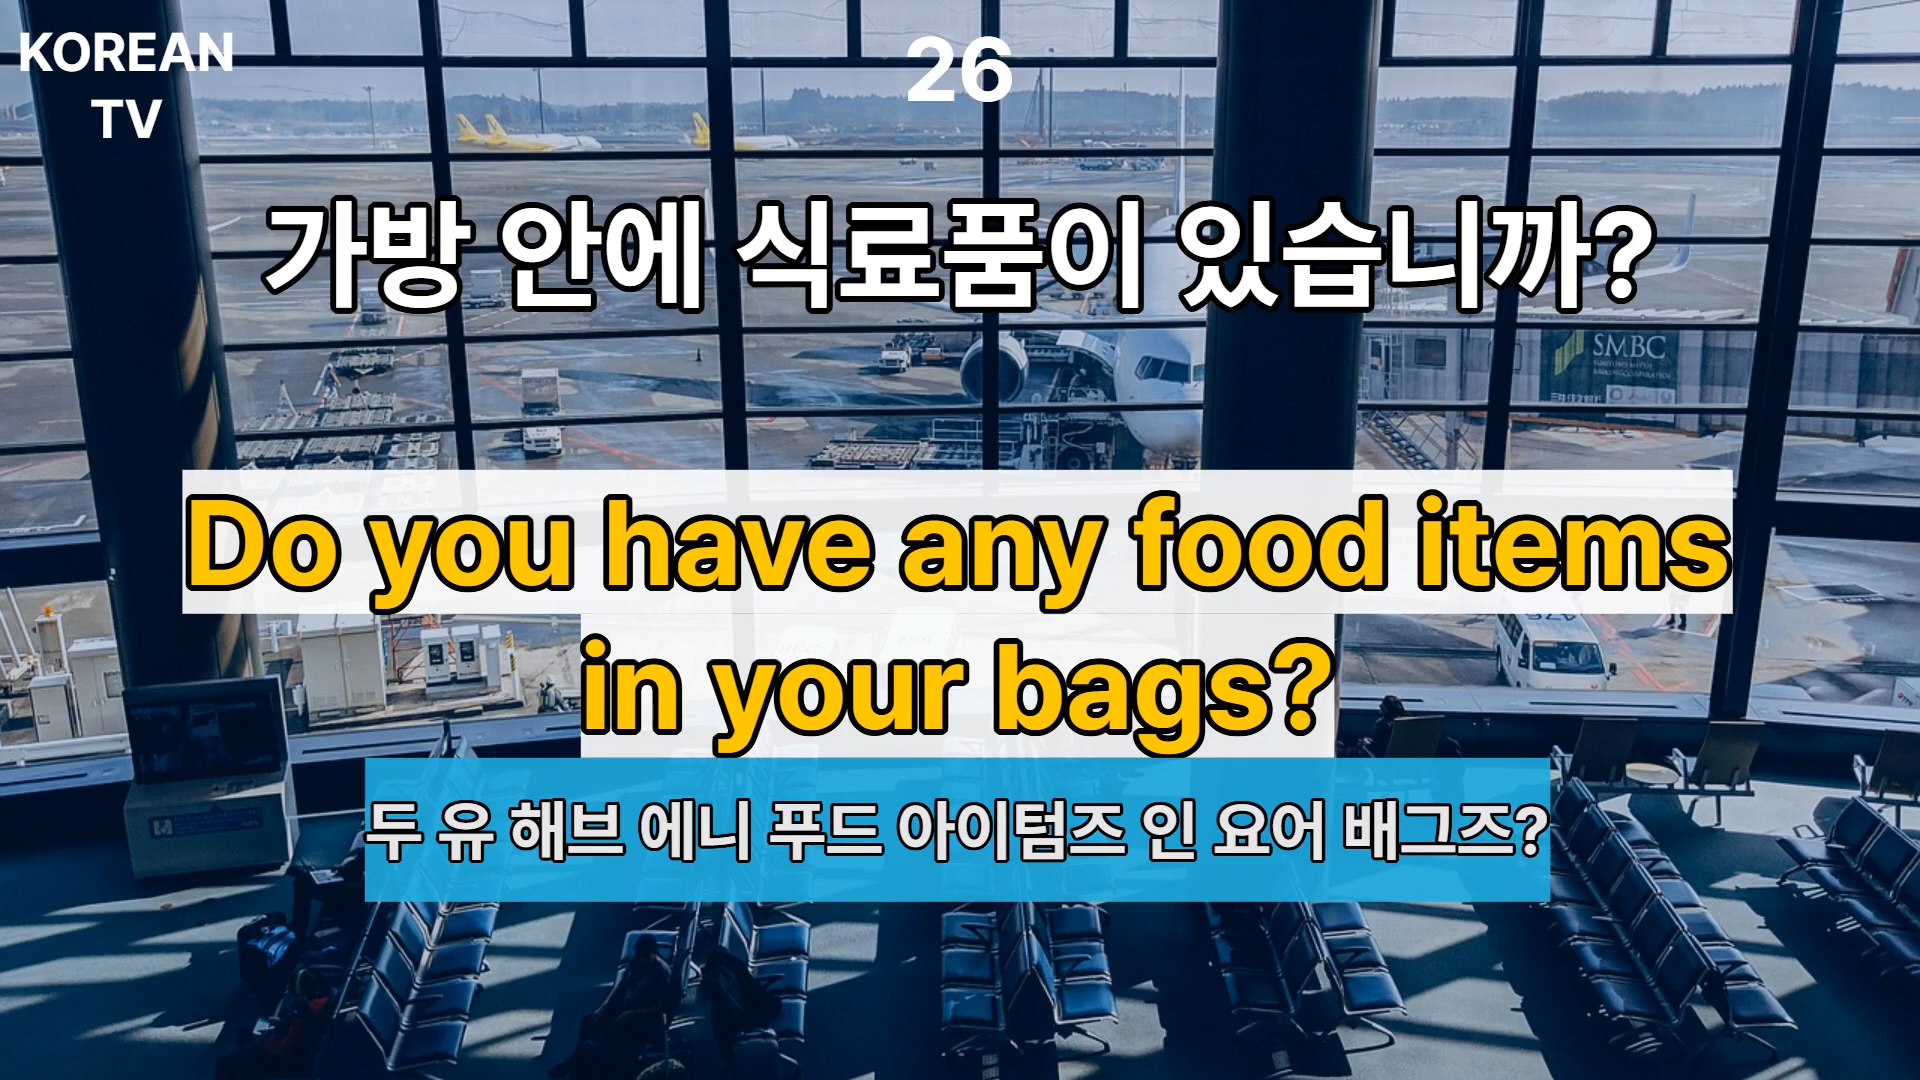 KOREAN
TV
26
가방 안에 식료품이 있습니까?
SMBC
Do you have any food items
in your bags?
475
두 유 해브 에니 푸드 아이텀즈 인 요어 배그즈?